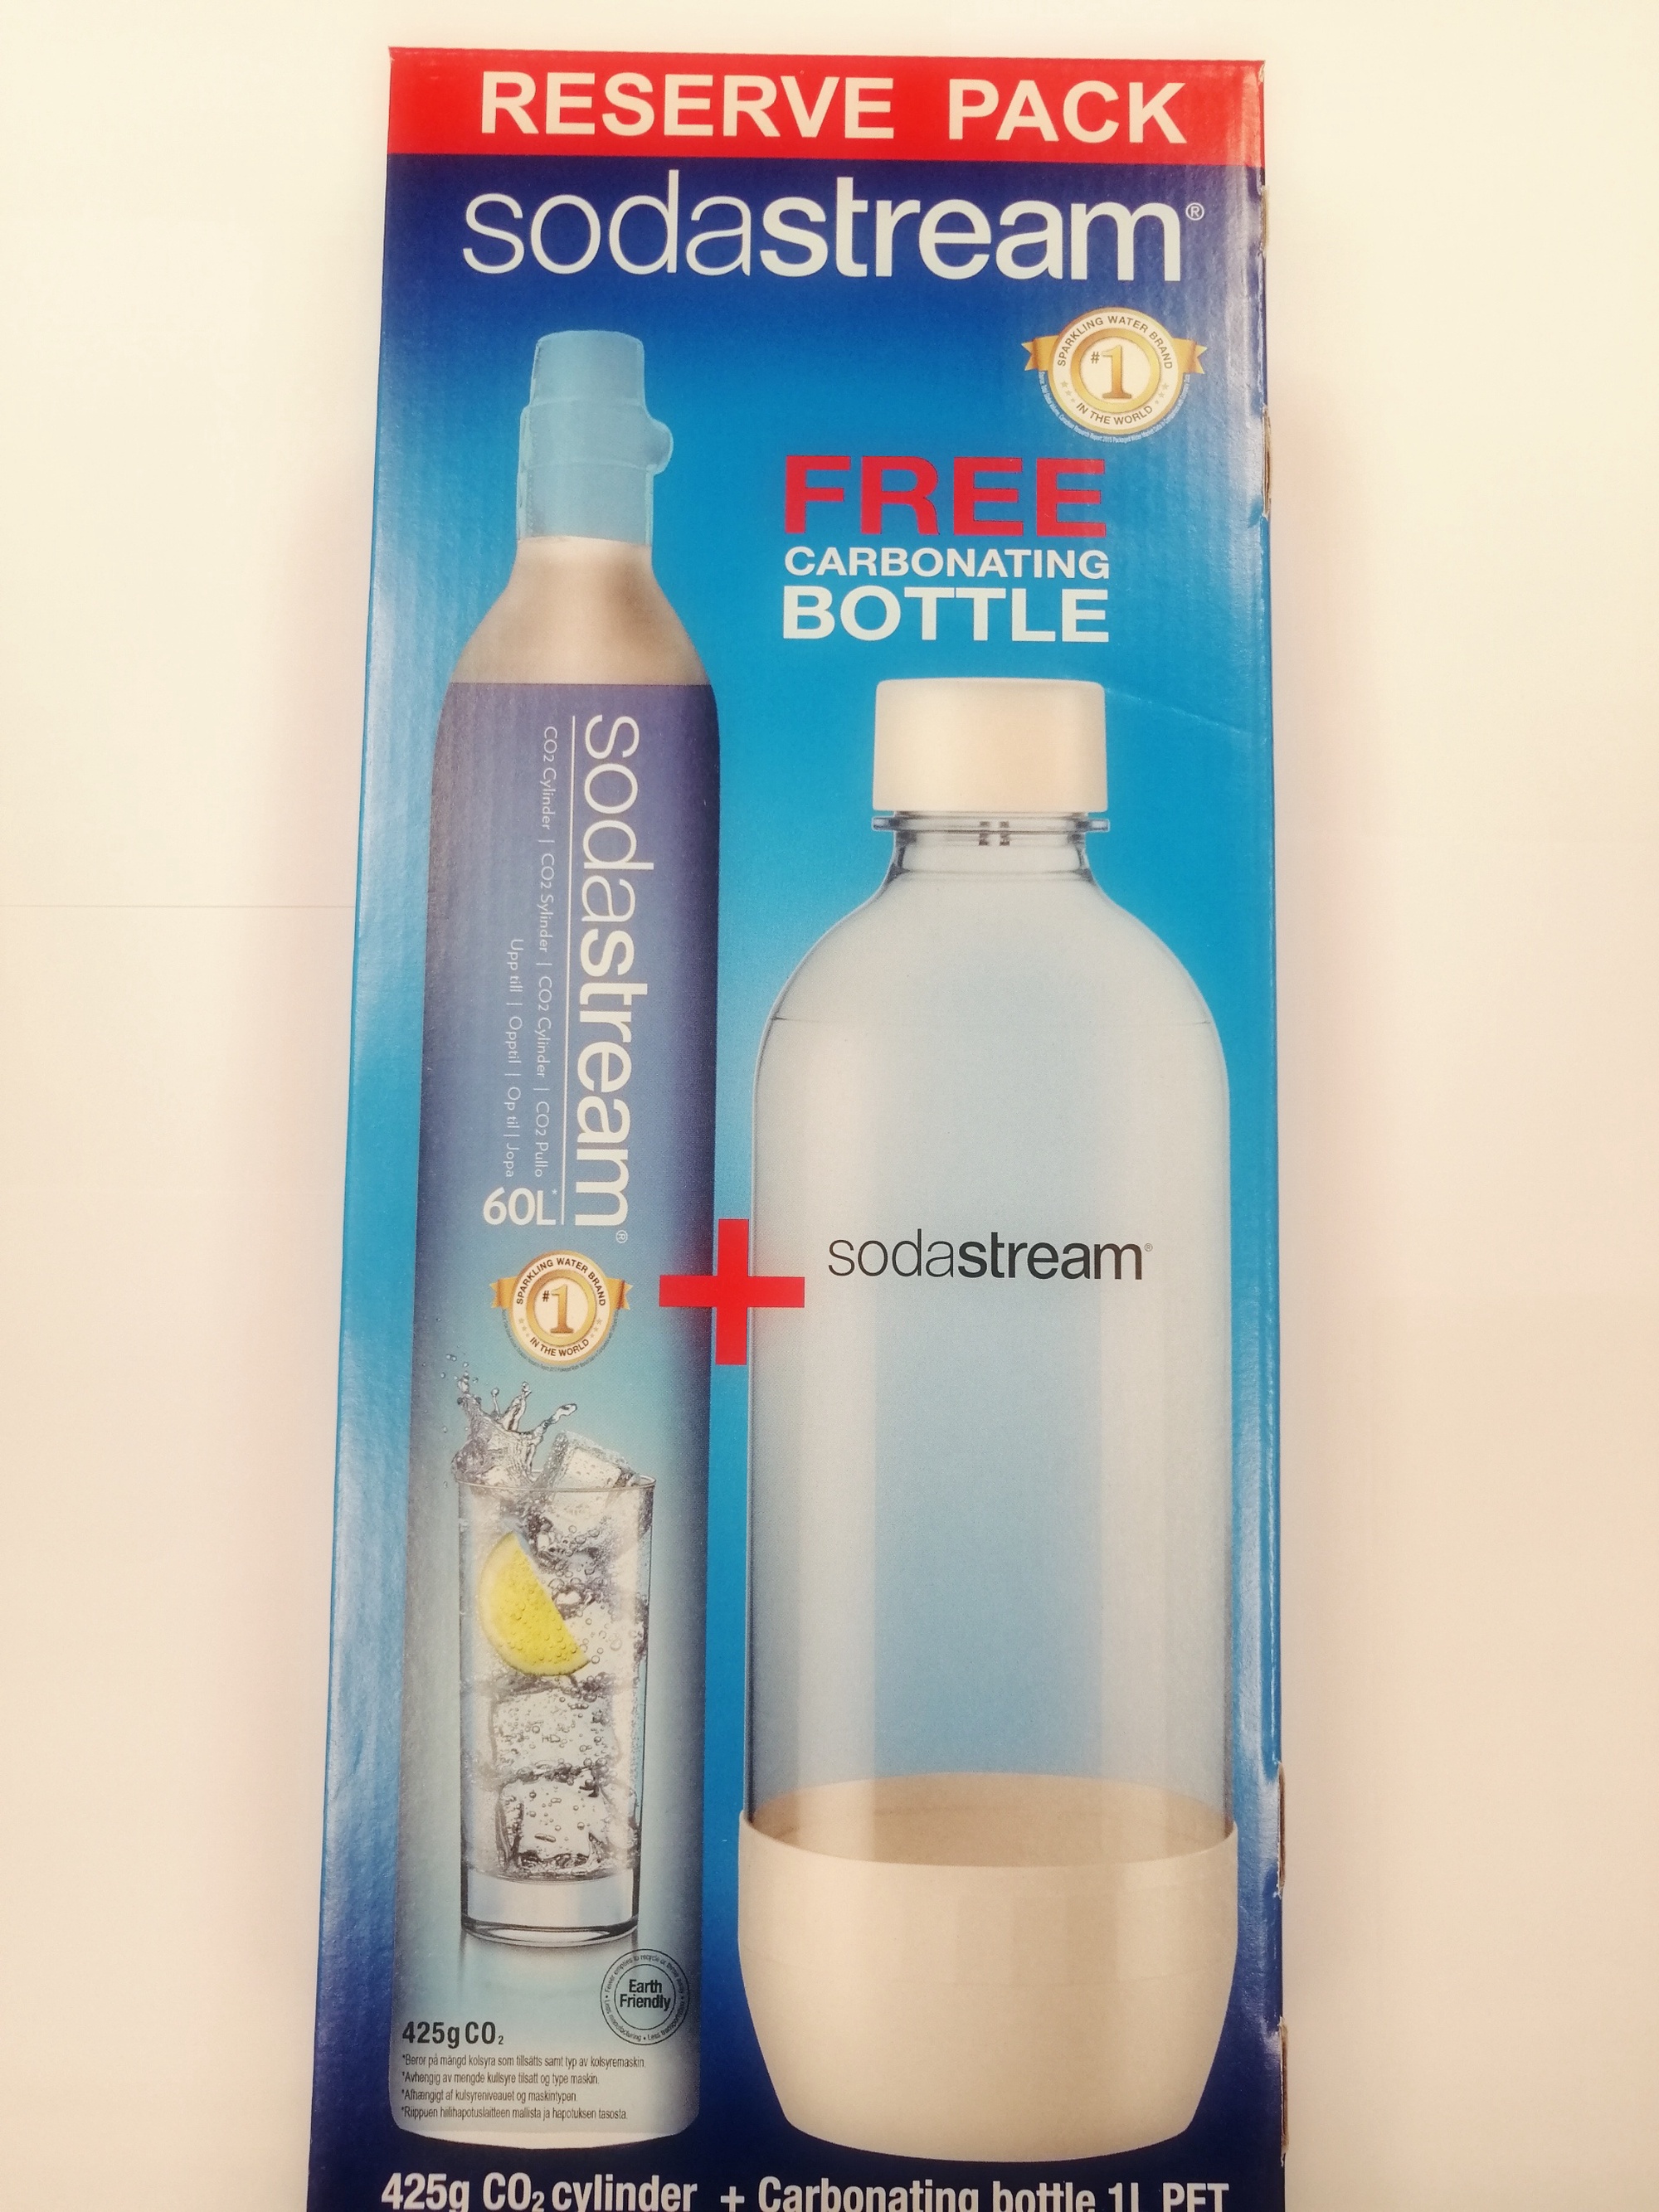 RESERVE PACK
sodastream®
SPARKLING WATER BRAND
#1
IN THE WORLD
FREE
CARBONATING
BOTTLE
sodastream®
CO2 Cylinder | CO2 Sylinder | CO2 Cylinder | CO2 Pullo
Upp till | Opptil | Op til | Jopa
60L*
SPARKLING WATER BRAND
#1
IN THE WORLD
sodastream®
Earth
Friendly
425g CO2
*Beror på mängd kolsyra som tillsätts samt typ av kolsyremaskin.
*Avhengig av mengde kullsyre tilsatt og type maskin.
*Afhængigt af kulsyreniveauet og maskintypen.
*Riippuen hiilihapotuslaitteen mallista ja hapotuksen tasosta.
425g CO2 cylinder + Carbonating bottle 1L PET